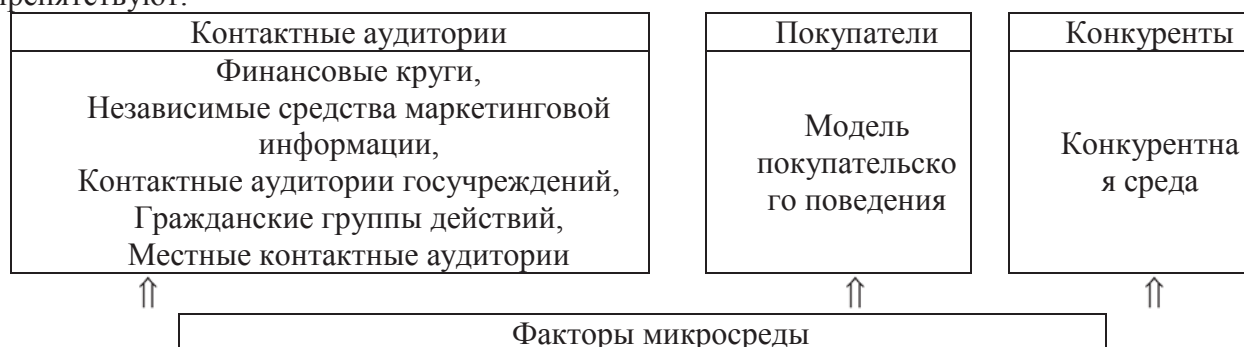 Контактные аудитории
Финансовые круги,
Независимые средства маркетинговой
информации,
Контактные аудитории госучреждений,
Гражданские группы действий,
Местные контактные аудитории
Покупатели
Модель
покупательско
го поведения
Конкуренты
Конкурентна
я среда
Факторы микросреды